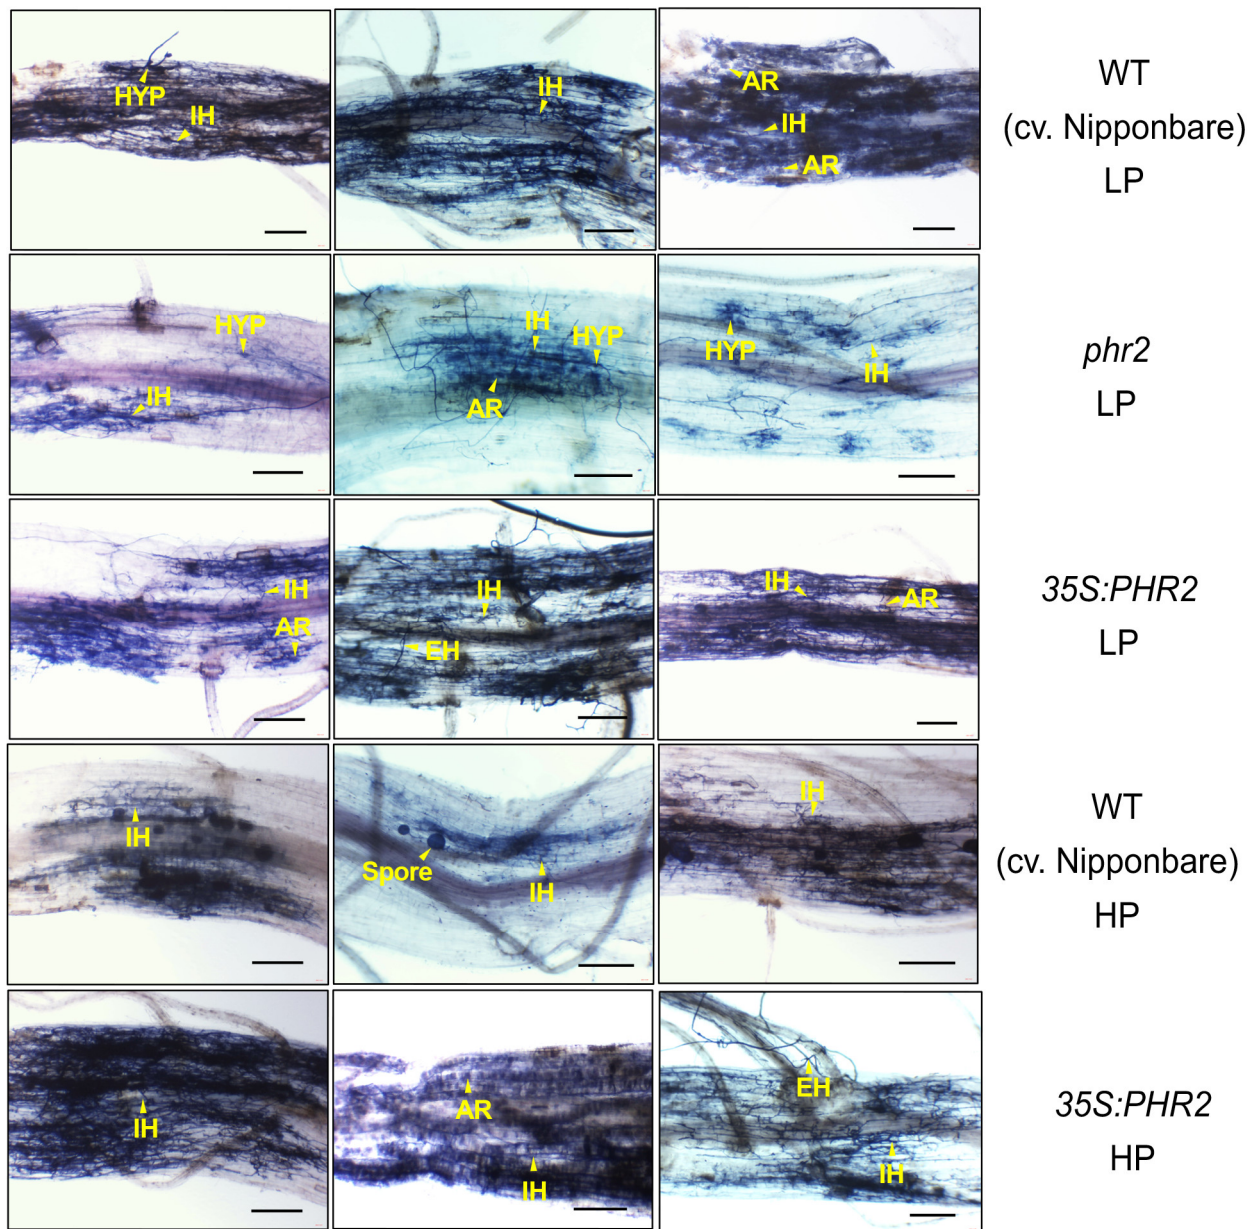 HYP
IH
IH
AR
IH
AR
WT
(cv. Nipponbare)
LP
HYP
IH
IH
HYP
AR
HYP
IH
phr2
LP
IH
AR
IH
EH
IH
AR
35S:PHR2
LP
IH
Spore
IH
IH
WT
(cv. Nipponbare)
HP
IH
AR
IH
EH
IH
35S:PHR2
HP